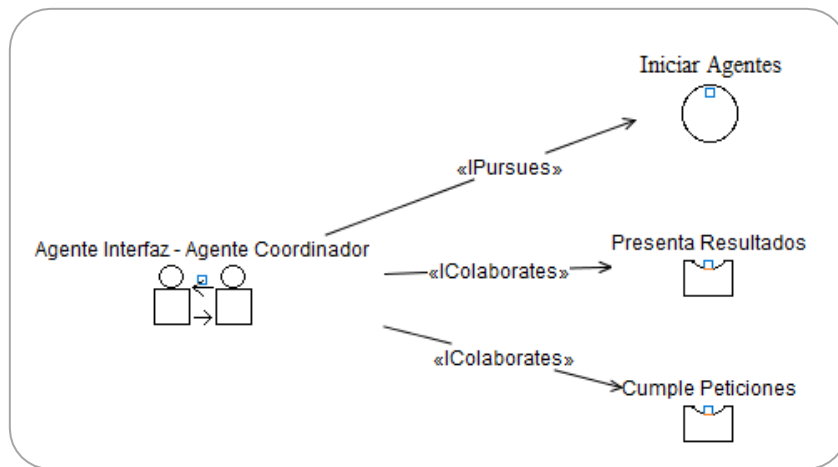 Iniciar Agentes
«IPursues»
Agente Interfaz - Agente Coordinador
Presenta Resultados
«IColaborates»
«IColaborates»
Cumple Peticiones